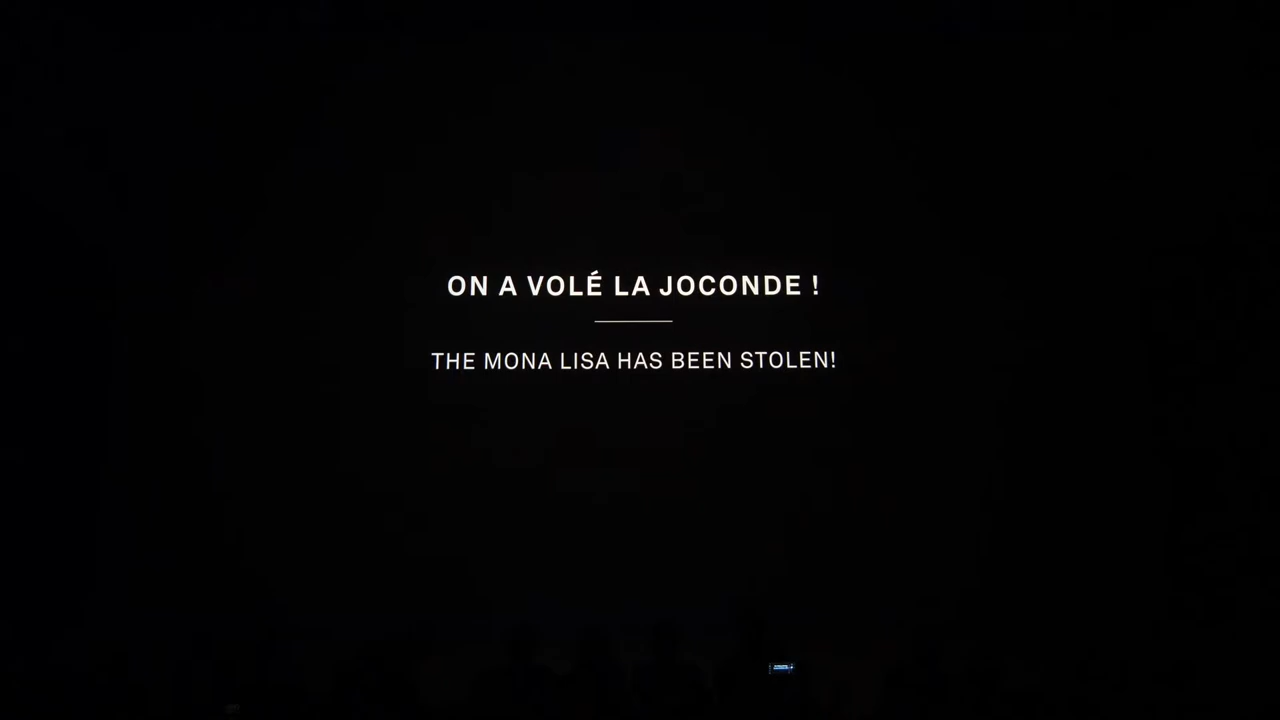 ON A VOLÉ LA JOCONDE !
THE MONA LISA HAS BEEN STOLEN!